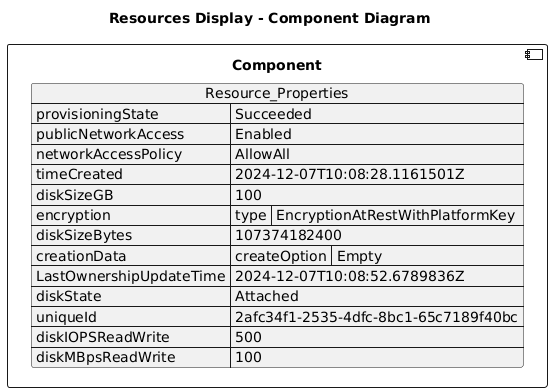 Resources Display - Component Diagram
Component
Resource_Properties
provisioningState Succeeded
publicNetworkAccess Enabled
networkAccessPolicy AllowAll
timeCreated 2024-12-07T10:08:28.1161501Z
diskSizeGB 100
encryption type EncryptionAtRestWithPlatformKey
diskSizeBytes 107374182400
creationData createOption Empty
LastOwnershipUpdateTime 2024-12-07T10:08:52.6789836Z
diskState Attached
uniqueId 2afc34f1-2535-4dfc-8bc1-65c7189f40bc
diskIOPSReadWrite 500
diskMBpsReadWrite 100